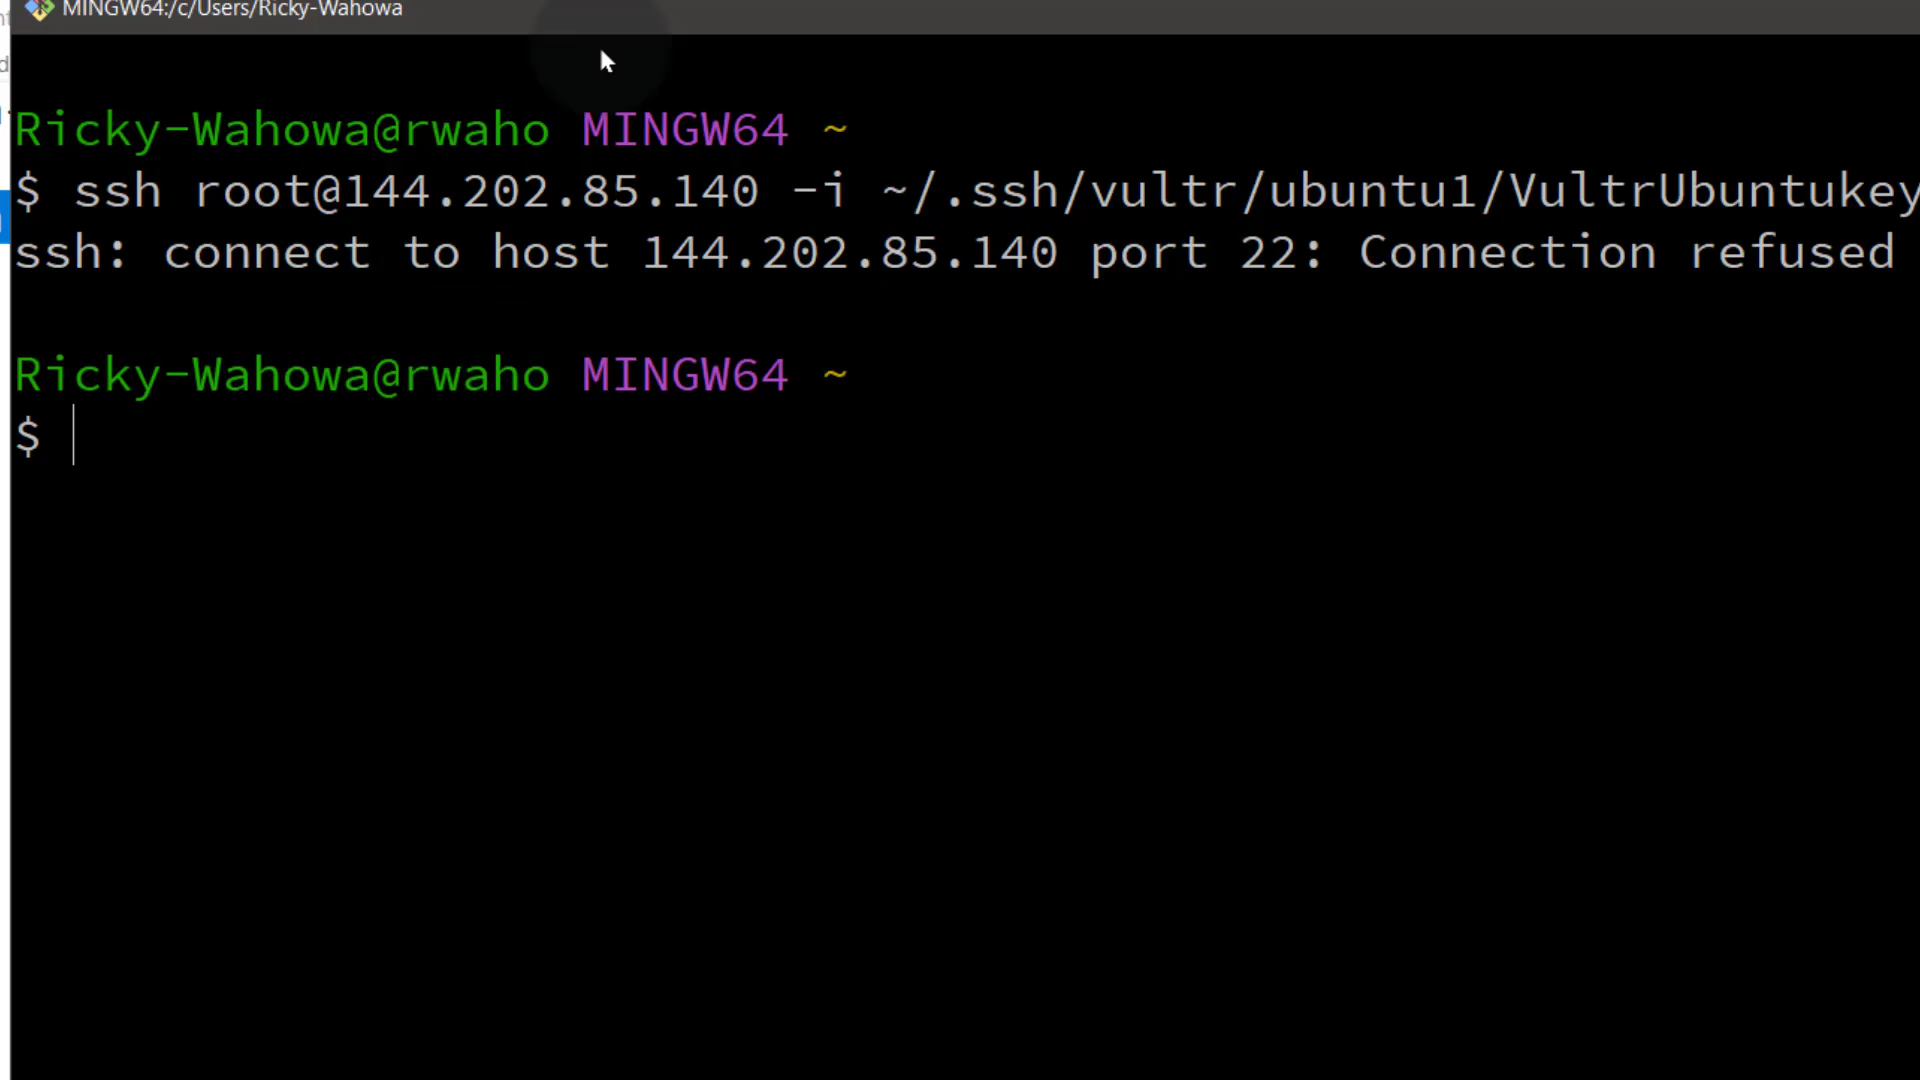 MINGW64:/c/Users/Ricky-Wahowa
Ricky-Wahowa@rwaho MINGW64 ~
$ ssh root@144.202.85.140 -i ~/.ssh/vultr/ubuntu1/VultrUbuntukey
ssh: connect to host 144.202.85.140 port 22: Connection refused
Ricky-Wahowa@rwaho MINGW64 ~
$